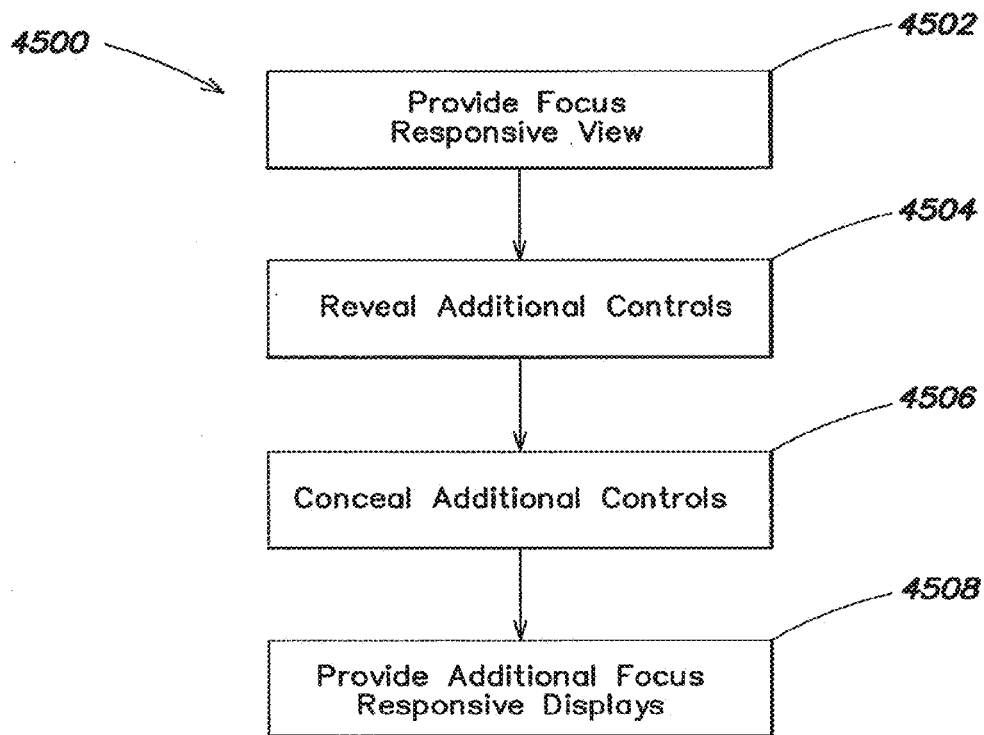 4500
4502
Provide Focus
Responsive View
4504
Reveal Additional Controls
4506
Conceal Additional Controls
4508
Provide Additional Focus
Responsive Displays